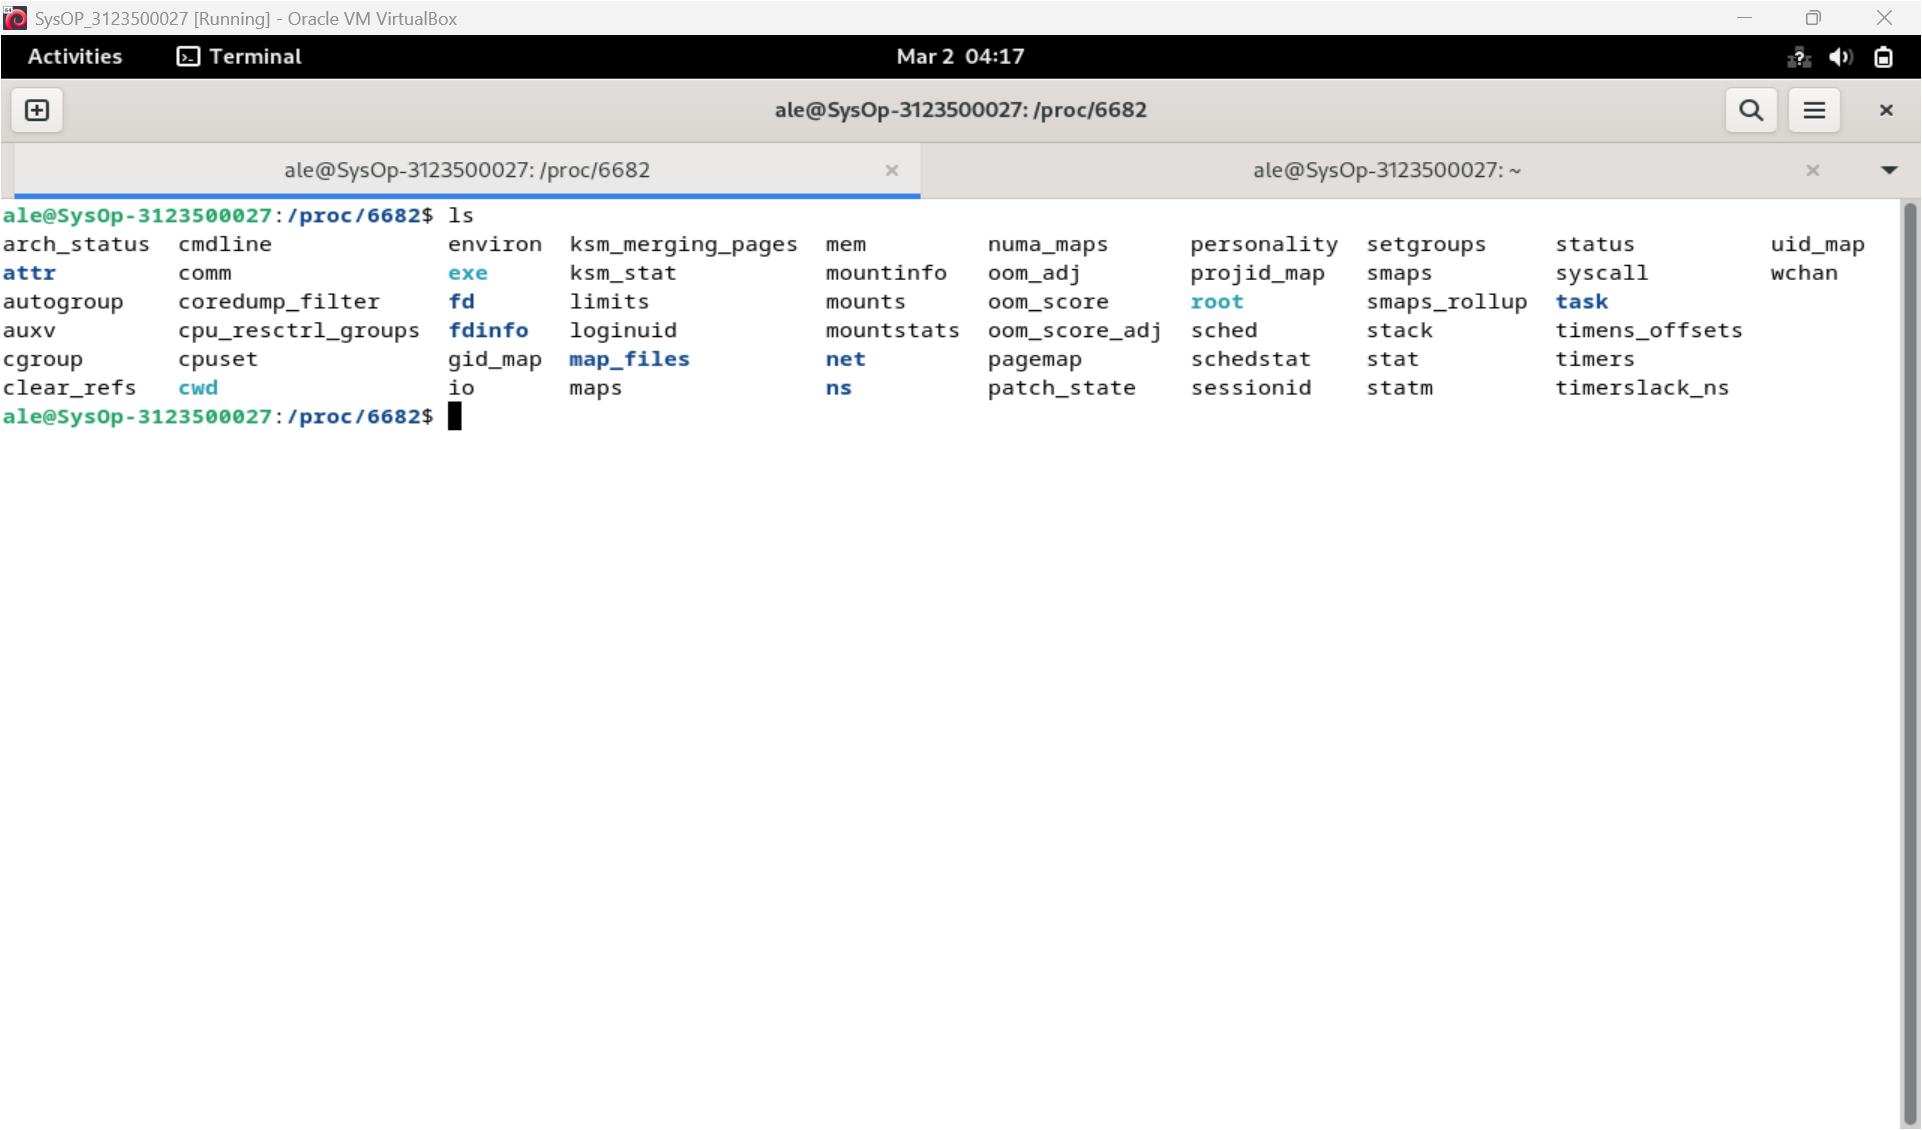 SysOP_3123500027 [Running] - Oracle VM VirtualBox
Activities Terminal Mar 2 04:17
ale@SysOp-3123500027: /proc/6682
ale@SysOp-3123500027: /proc/6682 ale@SysOp-3123500027: ~
ale@SysOp-3123500027:/proc/6682$ ls
arch_status cmdline environ ksm_merging_pages mem numa_maps personality setgroups status uid_map
attr comm exe ksm_stat mountinfo oom_adj projid_map smaps syscall wchan
autogroup coredump_filter fd limits mounts oom_score root smaps_rollup task
auxv cpu_resctrl_groups fdinfo loginuid mountstats oom_score_adj sched stack timens_offsets
cgroup cpuset gid_map map_files net pagemap schedstat stat timers
clear_refs cwd io maps ns patch_state sessionid statm timerslack_ns
ale@SysOp-3123500027:/proc/6682$